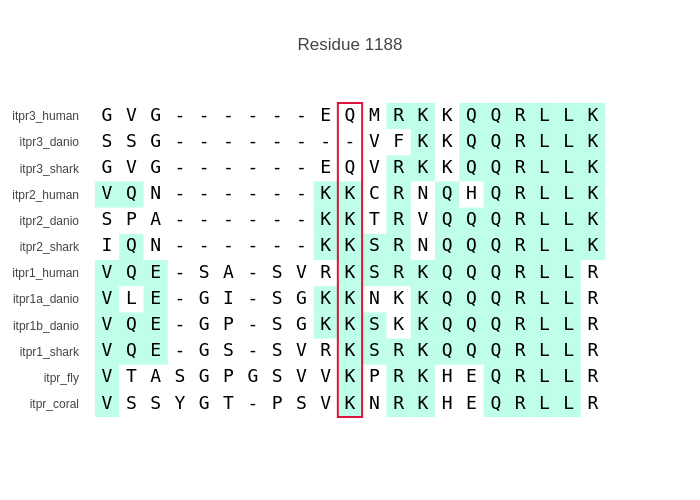 Residue 1188
itpr3_human G V G - - - - - - E Q M R K K Q Q R L L K
itpr3_danio S S G - - - - - - - - V F K K Q Q R L L K
itpr3_shark G V G - - - - - - E Q V R K K Q Q R L L K
itpr2_human V Q N - - - - - - K K C R N Q H Q R L L K
itpr2_danio S P A - - - - - - K K T R V Q Q Q R L L K
itpr2_shark I Q N - - - - - - K K S R N Q Q Q R L L K
itpr1_human V Q E - S A - S V R K S R K Q Q Q R L L R
itpr1a_danio V L E - G I - S G K K N K K Q Q Q R L L R
itpr1b_danio V Q E - G P - S G K K S K K Q Q Q R L L R
itpr1_shark V Q E - G S - S V R K S R K Q Q Q R L L R
itpr_fly V T A S G P G S V V K P R K H E Q R L L R
itpr_coral V S S Y G T - P S V K N R K H E Q R L L R